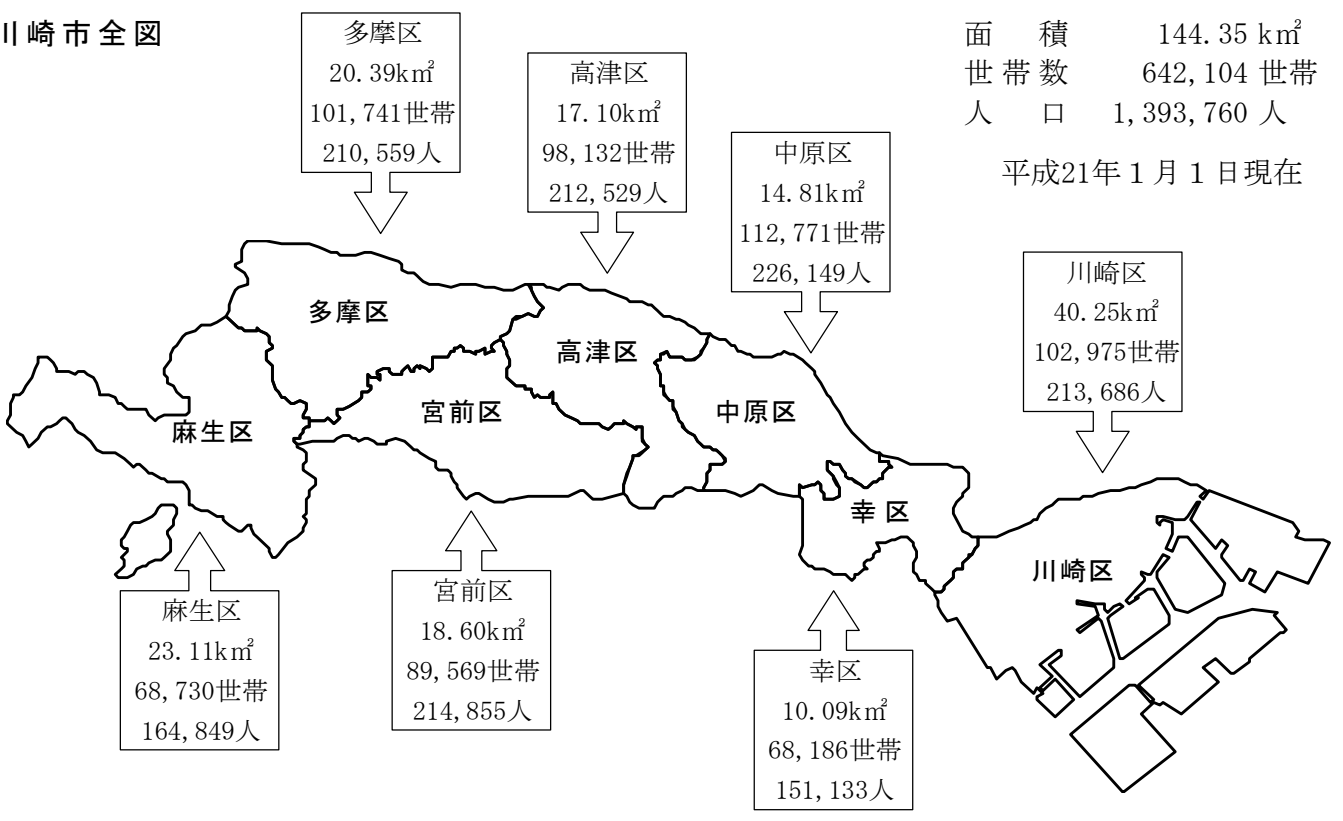 川崎市全図
面積 144.35 km²
世帯数 642,104 世帯
人口 1,393,760 人
平成21年１月１日現在
多摩区
20.39km²
101,741世帯
210,559人
高津区
17.10km²
98,132世帯
212,529人
中原区
14.81km²
112,771世帯
226,149人
川崎区
40.25km²
102,975世帯
213,686人
多摩区
高津区
中原区
宮前区
麻生区
幸区
川崎区
麻生区
23.11km²
68,730世帯
164,849人
宮前区
18.60km²
89,569世帯
214,855人
幸区
10.09km²
68,186世帯
151,133人